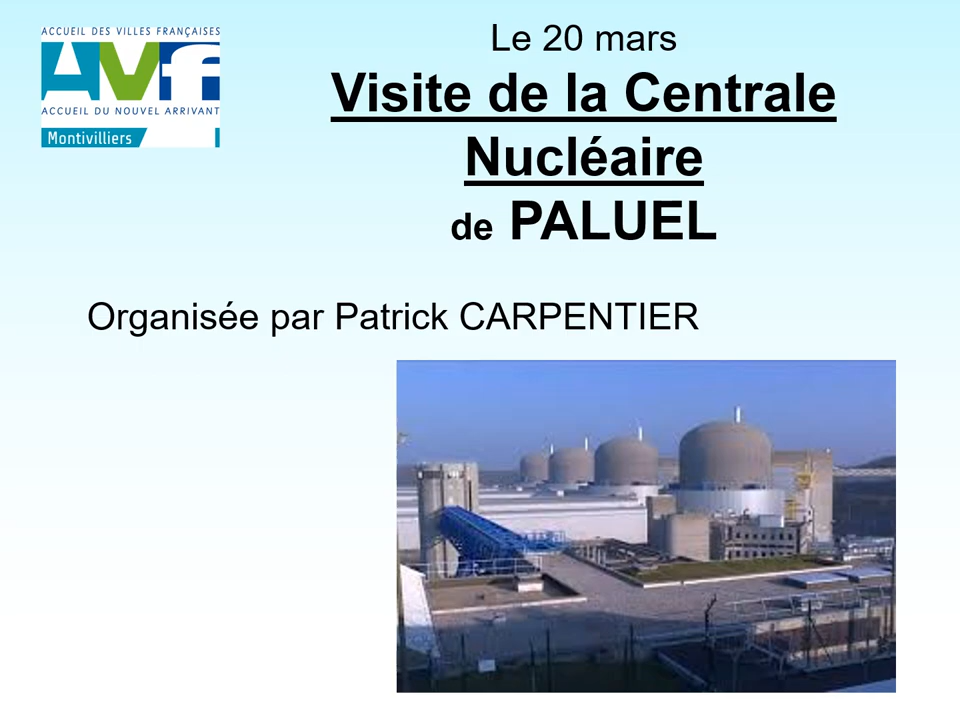 ACCUEIL DES VILLES FRANÇAISES
AVf
ACCUEIL DU NOUVEL ARRIVANT
Montivilliers
Le 20 mars
Visite de la Centrale
Nucléaire
de PALUEL
Organisée par Patrick CARPENTIER